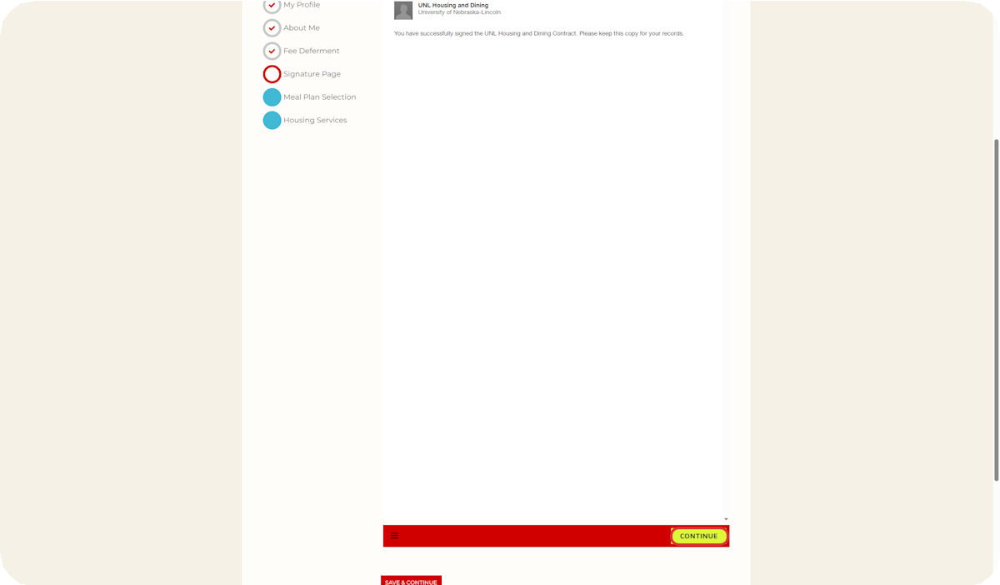 My Profile
About Me
Fee Deferment
Signature Page
Meal Plan Selection
Housing Services
UNL Housing and Dining
University of Nebraska-Lincoln
You have successfully signed the UNL Housing and Dining Contract. Please keep this copy for your records.
CONTINUE
SAVE & CONTINUE